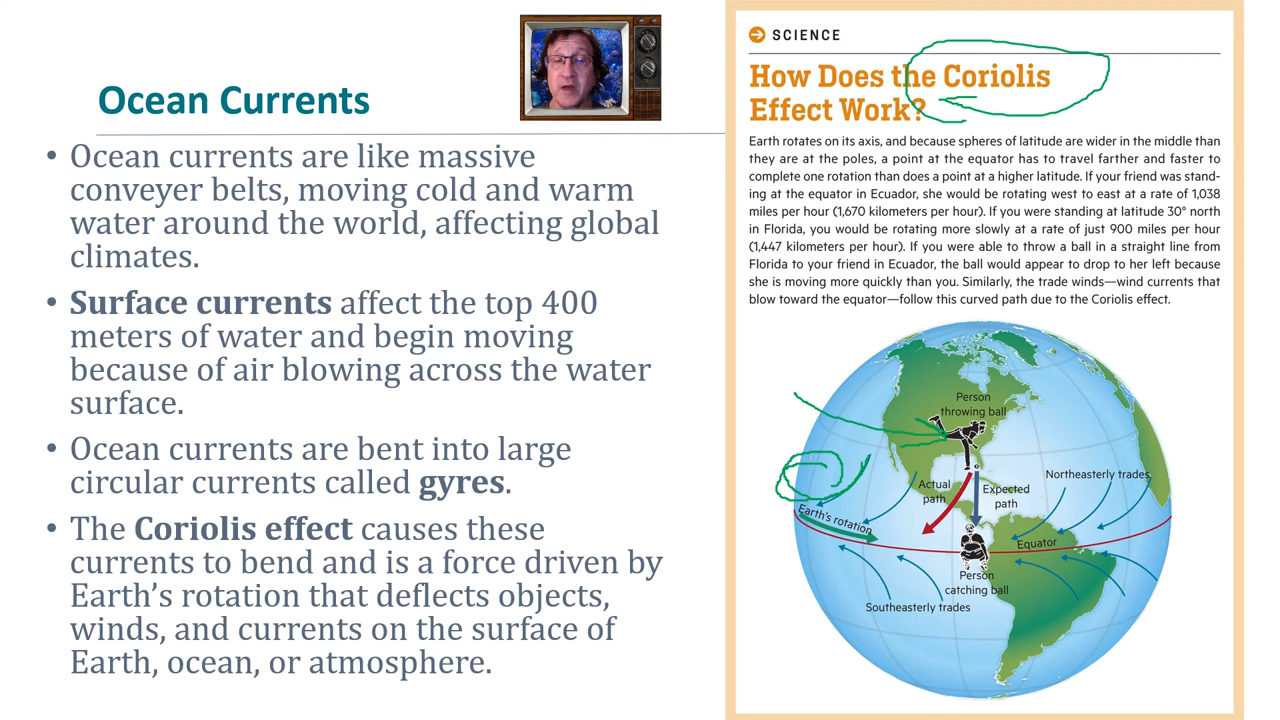 Ocean Currents
• Ocean currents are like massive
conveyer belts, moving cold and warm
water around the world, affecting global
climates.
• Surface currents affect the top 400
meters of water and begin moving
because of air blowing across the water
surface.
• Ocean currents are bent into large
circular currents called gyres.
• The Coriolis effect causes these
currents to bend and is a force driven by
Earth’s rotation that deflects objects,
winds, and currents on the surface of
Earth, ocean, or atmosphere.
SCIENCE
How Does the Coriolis
Effect Work?
Earth rotates on its axis, and because spheres of latitude are wider in the middle than
they are at the poles, a point at the equator has to travel farther and faster to
complete one rotation than does a point at a higher latitude. If your friend was stand-
ing at the equator in Ecuador, she would be rotating west to east at a rate of 1,038
miles per hour (1,670 kilometers per hour). If you were standing at latitude 30° north
in Florida, you would be rotating more slowly at a rate of just 900 miles per hour
(1,447 kilometers per hour). If you were able to throw a ball in a straight line from
Florida to your friend in Ecuador, the ball would appear to drop to her left because
she is moving more quickly than you. Similarly, the trade winds—wind currents that
blow toward the equator—follow this curved path due to the Coriolis effect.
Person
throwing ball
Northeasterly trades
Actual
path
Expected
path
Earth’s rotation
Equator
Person
catching ball
Southeasterly trades